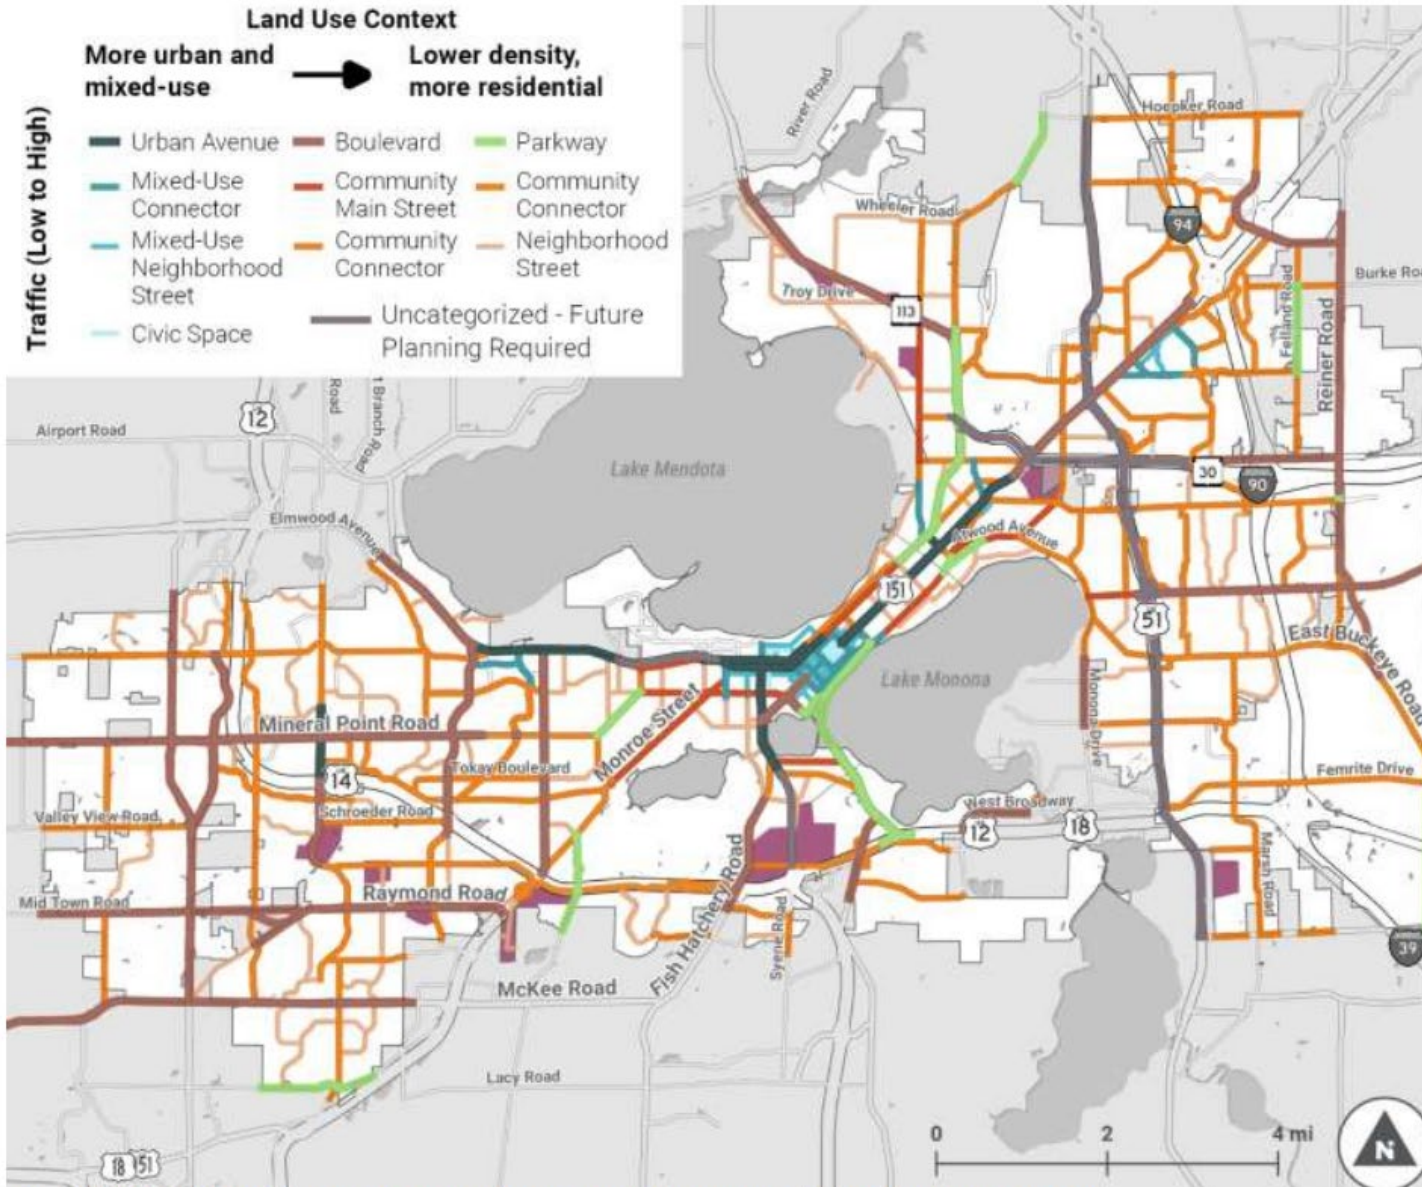 Land Use Context
More urban and
mixed-use
Lower density,
more residential
Traffic (Low to High)
Urban Avenue
Boulevard
Parkway
Mixed-Use
Connector
Community
Main Street
Community
Connector
Mixed-Use
Neighborhood
Street
Community
Connector
Neighborhood
Street
Civic Space
Uncategorized - Future
Planning Required
River Road
Hoepker Road
Wheeler Road
94
Troy Drive
113
Burke Roa
Felland Road
Reiner Road
Road
t Branch Road
12
Airport Road
Lake Mendota
30
90
Elmwood Avenue
Atwood Avenue
151
51
East Buckeye Road
Lake Monona
Monona Drive
Mineral Point Road
Monroe Street
14
Tokay Boulevard
Femrite Drive
Schroeder Road
Valley View Road
West Broadway
12
18
Marsh Road
Raymond Road
Mid Town Road
Fish Hatchery Road
Syene Road
39
McKee Road
Lacy Road
0 2 4 mi
N
18
151